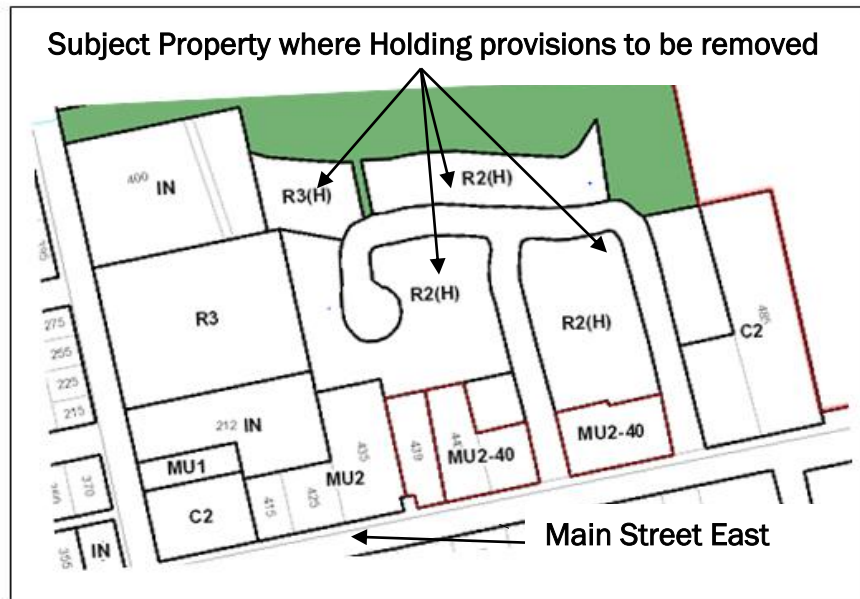 Subject Property where Holding provisions to be removed
400 IN
R3(H)
R2(H)
R2(H)
R3
R2(H)
485
C2
275
255
225
215
212 IN
MU1
MU2
435
439
MU2-40
MU2-40
C2
415
425
370
355
IN
Main Street East